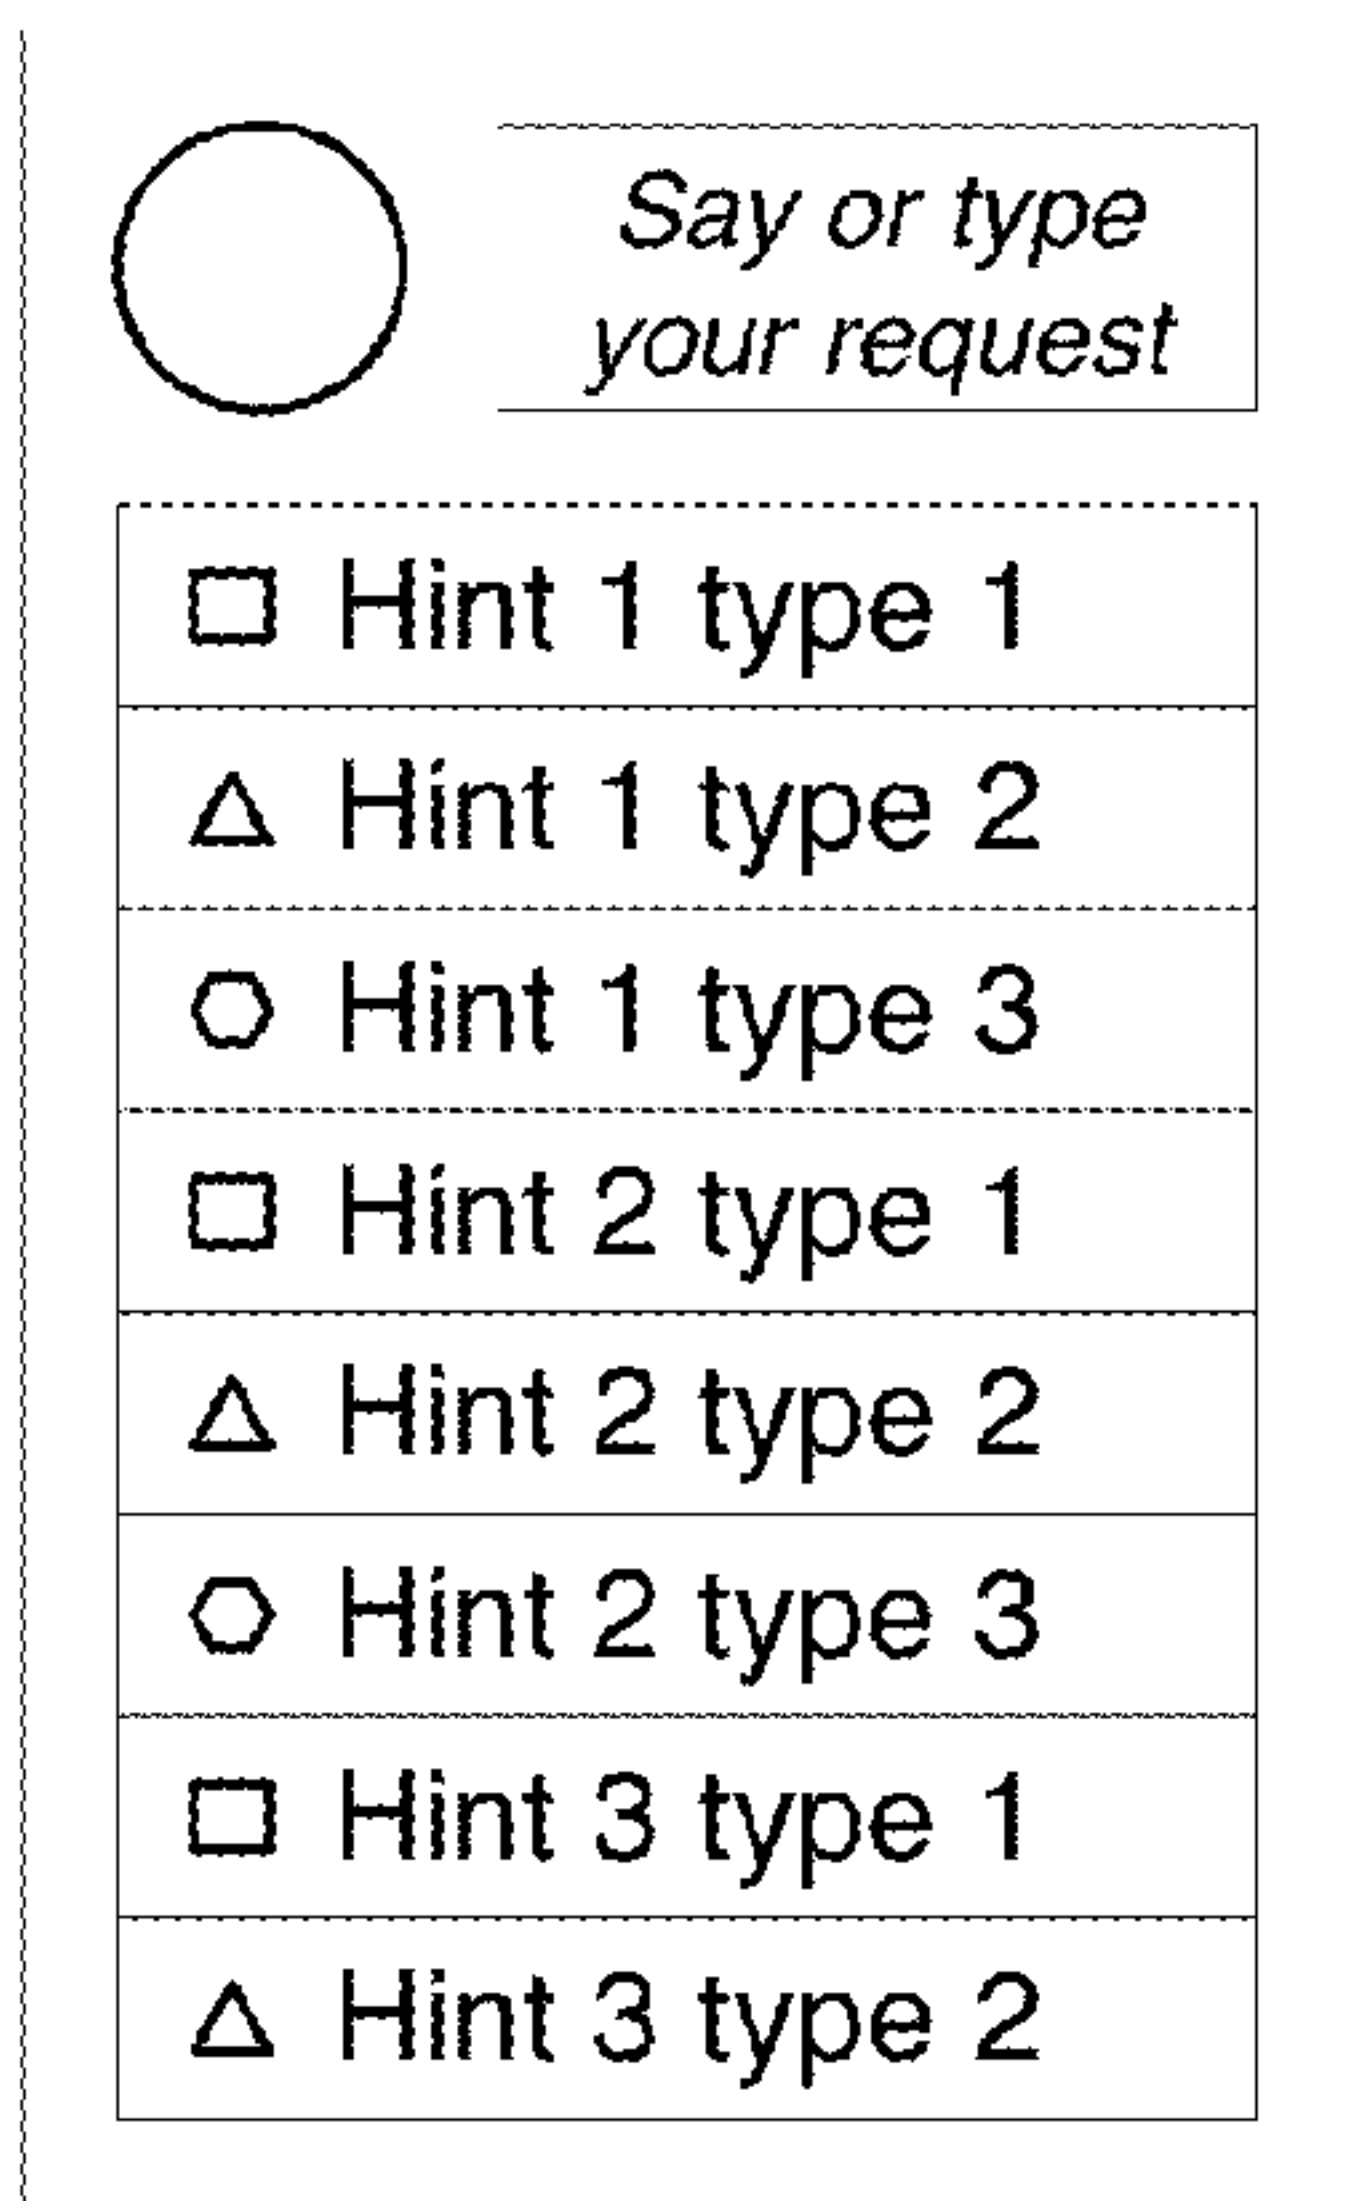 Say or type
your request
Hint 1 type 1
Hint 1 type 2
Hint 1 type 3
Hint 2 type 1
Hint 2 type 2
Hint 2 type 3
Hint 3 type 1
Hint 3 type 2